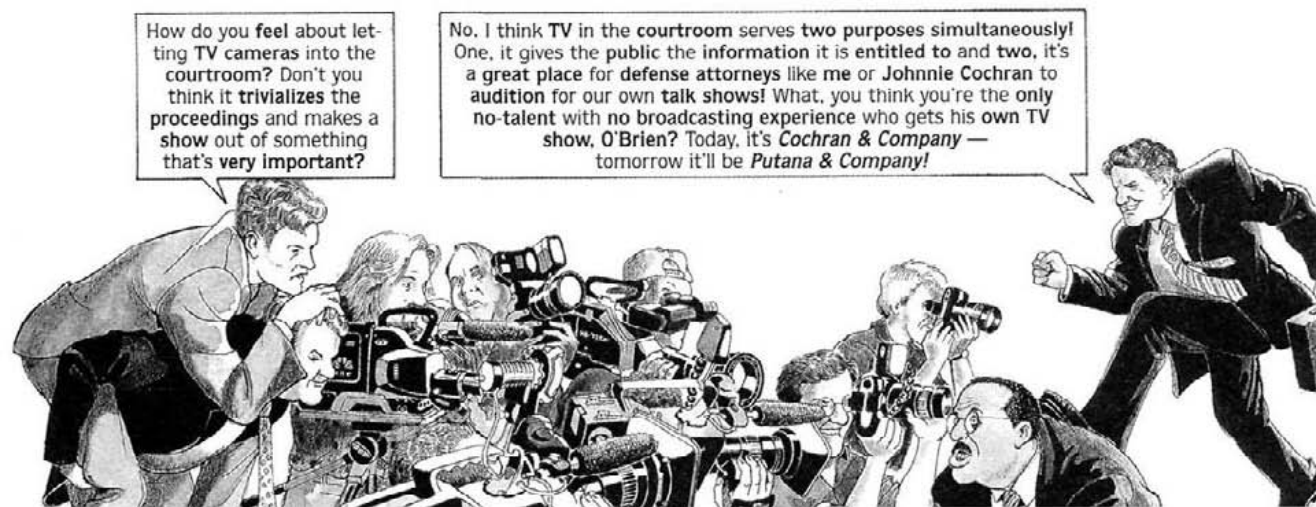 How do you feel about let-
ting TV cameras into the
courtroom? Don't you
think it trivializes the
proceedings and makes a
show out of something
that's very important?
No, I think TV in the courtroom serves two purposes simultaneously!
One, it gives the public the information it is entitled to and two, it's
a great place for defense attorneys like me or Johnnie Cochran to
audition for our own talk shows! What, you think you're the only
no-talent with no broadcasting experience who gets his own TV
show, O'Brien? Today, it's Cochran & Company —
tomorrow it'll be Putana & Company!